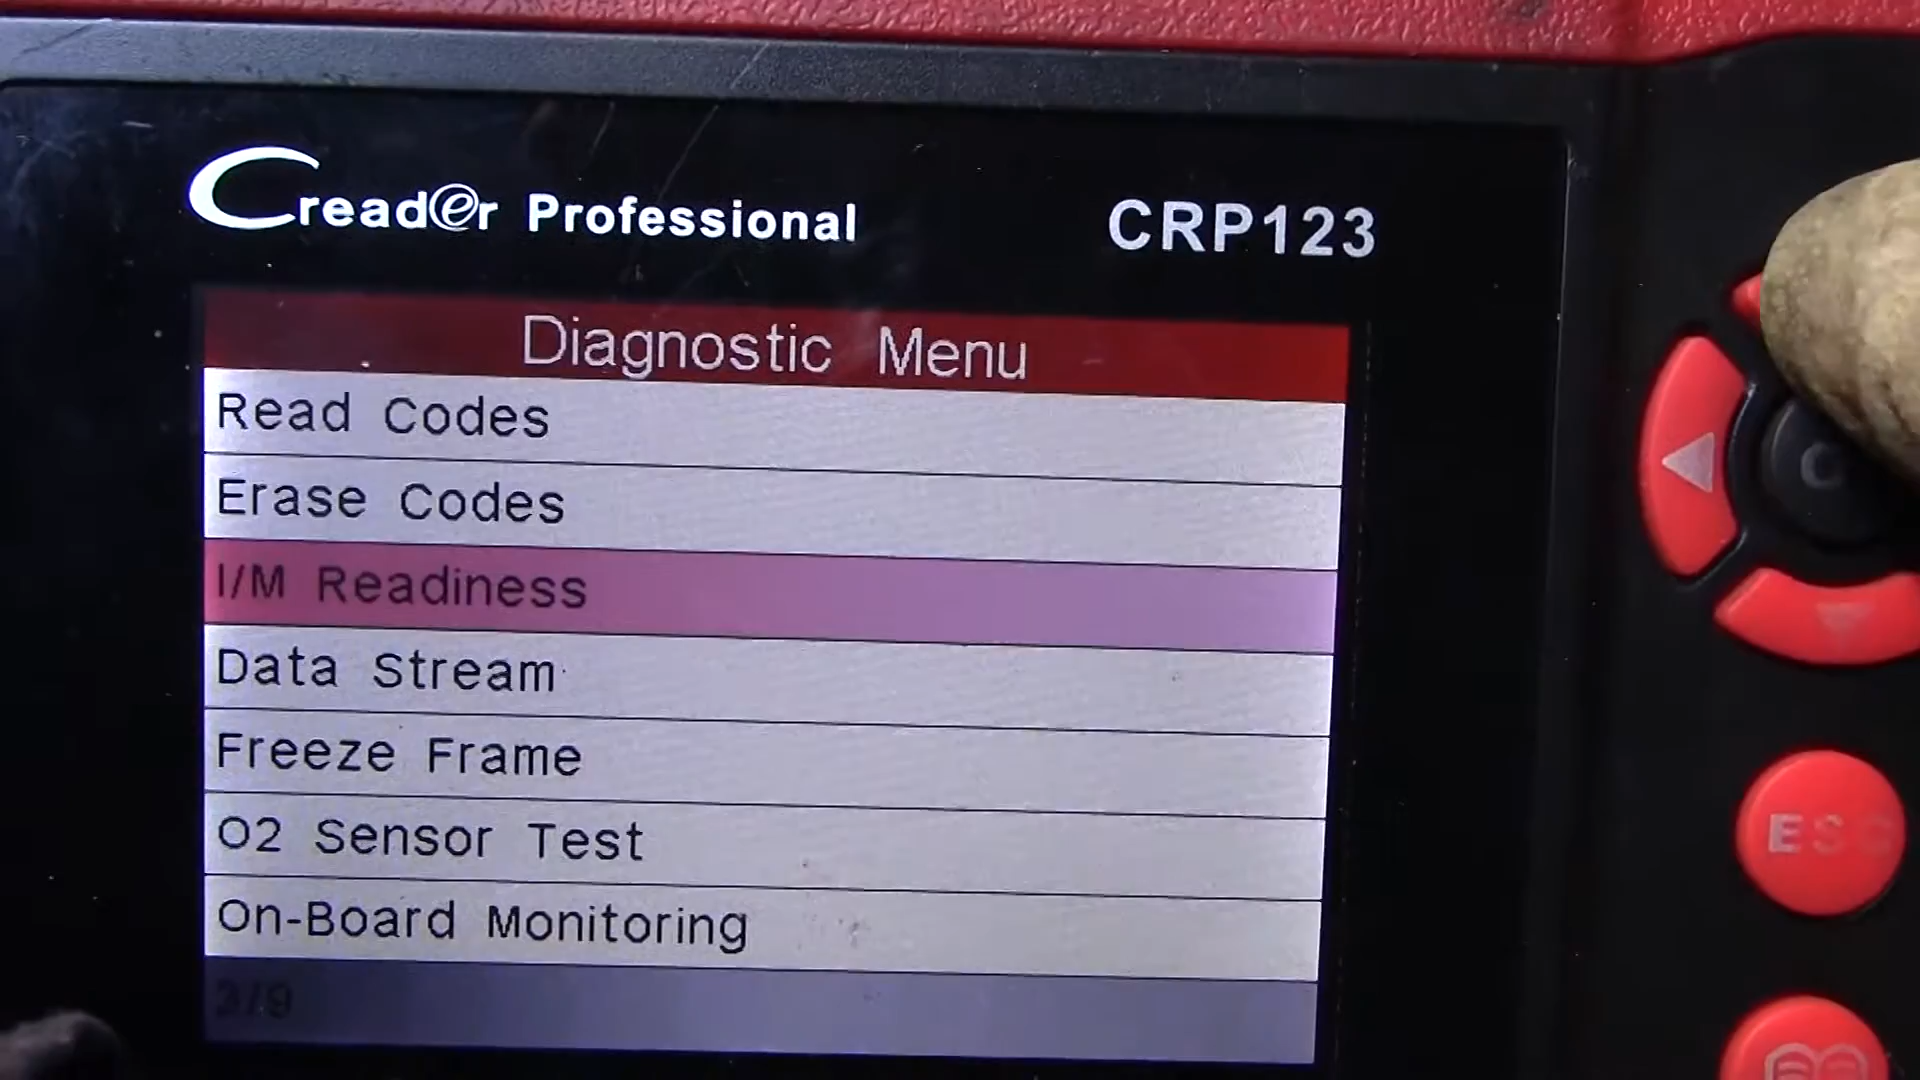 Creader Professional
CRP123
Diagnostic Menu
Read Codes
Erase Codes
I/M Readiness
Data Stream
Freeze Frame
O2 Sensor Test
On-Board Monitoring
ESC